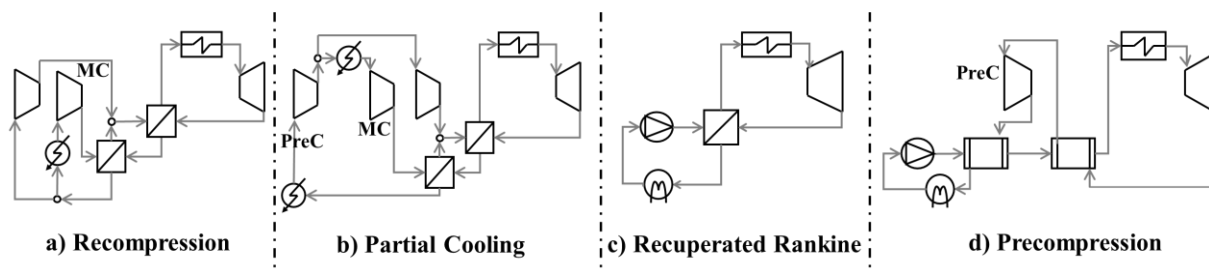 MC
PreC
MC
PreC
a) Recompression
b) Partial Cooling
c) Recuperated Rankine
d) Precompression